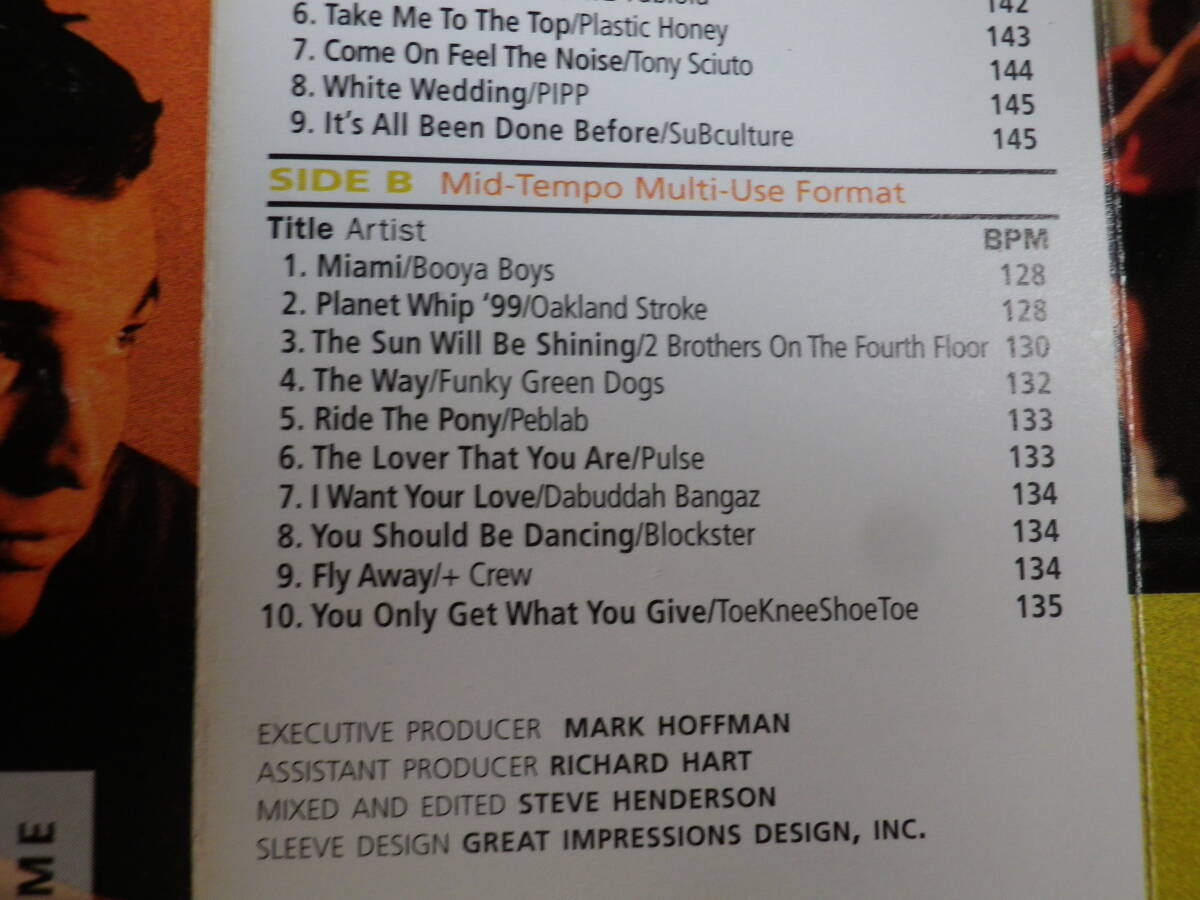 142
6. Take Me To The Top/Plastic Honey 143
7. Come On Feel The Noise/Tony Sciuto 144
8. White Wedding/PIPP 145
9. It's All Been Done Before/SuBculture 145
SIDE B Mid-Tempo Multi-Use Format
Title Artist BPM
1. Miami/Booya Boys 128
2. Planet Whip '99/Oakland Stroke 128
3. The Sun Will Be Shining/2 Brothers On The Fourth Floor 130
4. The Way/Funky Green Dogs 132
5. Ride The Pony/Peblab 133
6. The Lover That You Are/Pulse 133
7. I Want Your Love/Dabuddah Bangaz 134
8. You Should Be Dancing/Blockster 134
9. Fly Away/+ Crew 134
10. You Only Get What You Give/ToeKneeShoeToe 135
EXECUTIVE PRODUCER MARK HOFFMAN
ASSISTANT PRODUCER RICHARD HART
MIXED AND EDITED STEVE HENDERSON
SLEEVE DESIGN GREAT IMPRESSIONS DESIGN, INC.
ME